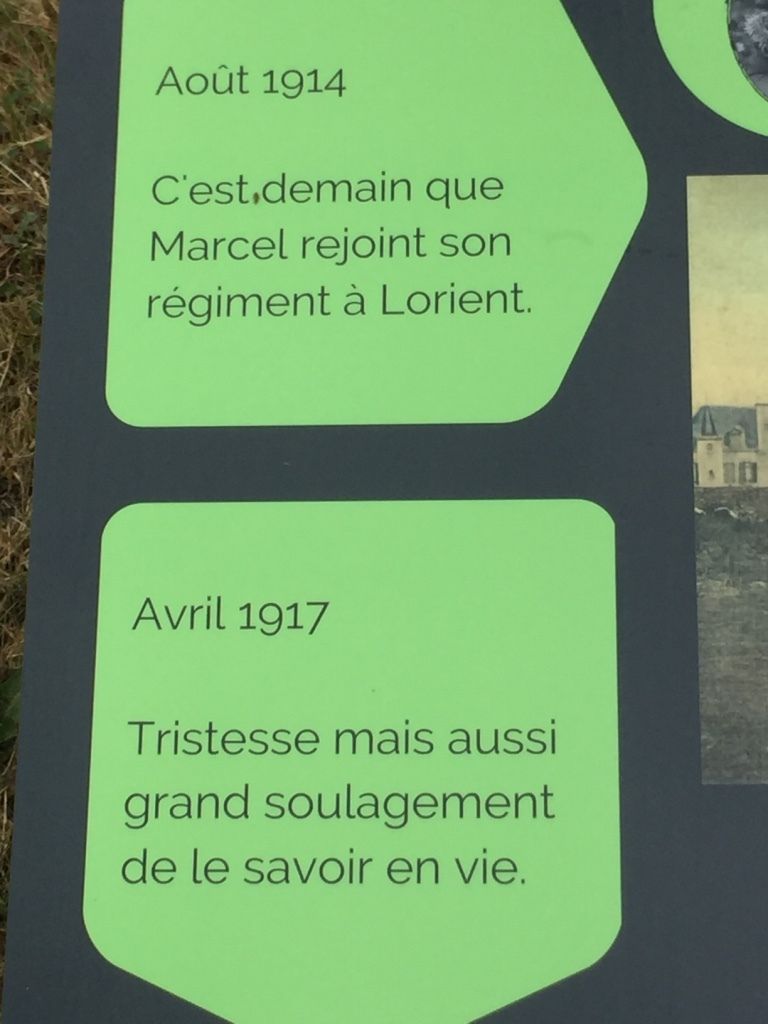 Août 1914
C'est demain que
Marcel rejoint son
régiment à Lorient.
Avril 1917
Tristesse mais aussi
grand soulagement
de le savoir en vie.